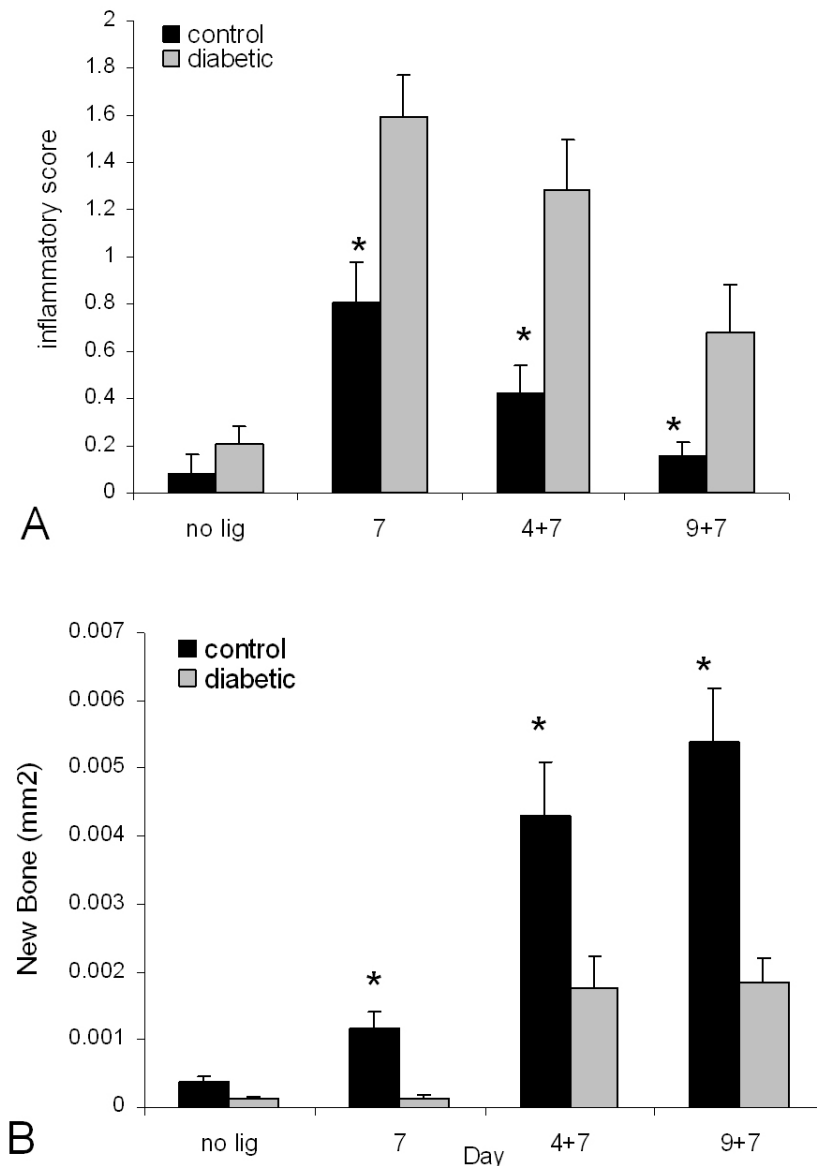 2
control
1.8
diabetic
1.6
1.4
1.2
1
0.8
0.6
0.4
0.2
0
inflammatory score
* * *
no lig 7 4+7 9+7
A
0.007
control
0.006
diabetic
0.005
0.004
0.003
0.002
0.001
0
New Bone (mm2)
* * *
no lig 7 4+7 9+7
Day
B